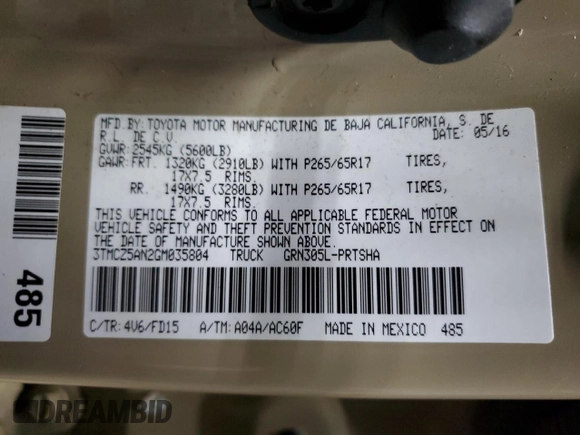 MFD. BY: TOYOTA MOTOR MANUFACTURING DE BAJA CALIFORNIA, S. DE
R.L. DE C.V. DATE: 05/16
GVWR: 2545KG (5600LB)
GAWR: FRT. 1320KG (2910LB) WITH P265/65R17 TIRES,
17X7.5 RIMS.
RR. 1490KG (3280LB) WITH P265/65R17 TIRES,
17X7.5 RIMS.
THIS VEHICLE CONFORMS TO ALL APPLICABLE FEDERAL MOTOR
VEHICLE SAFETY AND THEFT PREVENTION STANDARDS IN EFFECT ON
THE DATE OF MANUFACTURE SHOWN ABOVE.
3TMCZ5AN2GM035804 TRUCK GRN305L-PRTSHA
C/TR: 4V6/FD15 A/TM: A04A/AC60F MADE IN MEXICO 485
485
DREAMBID